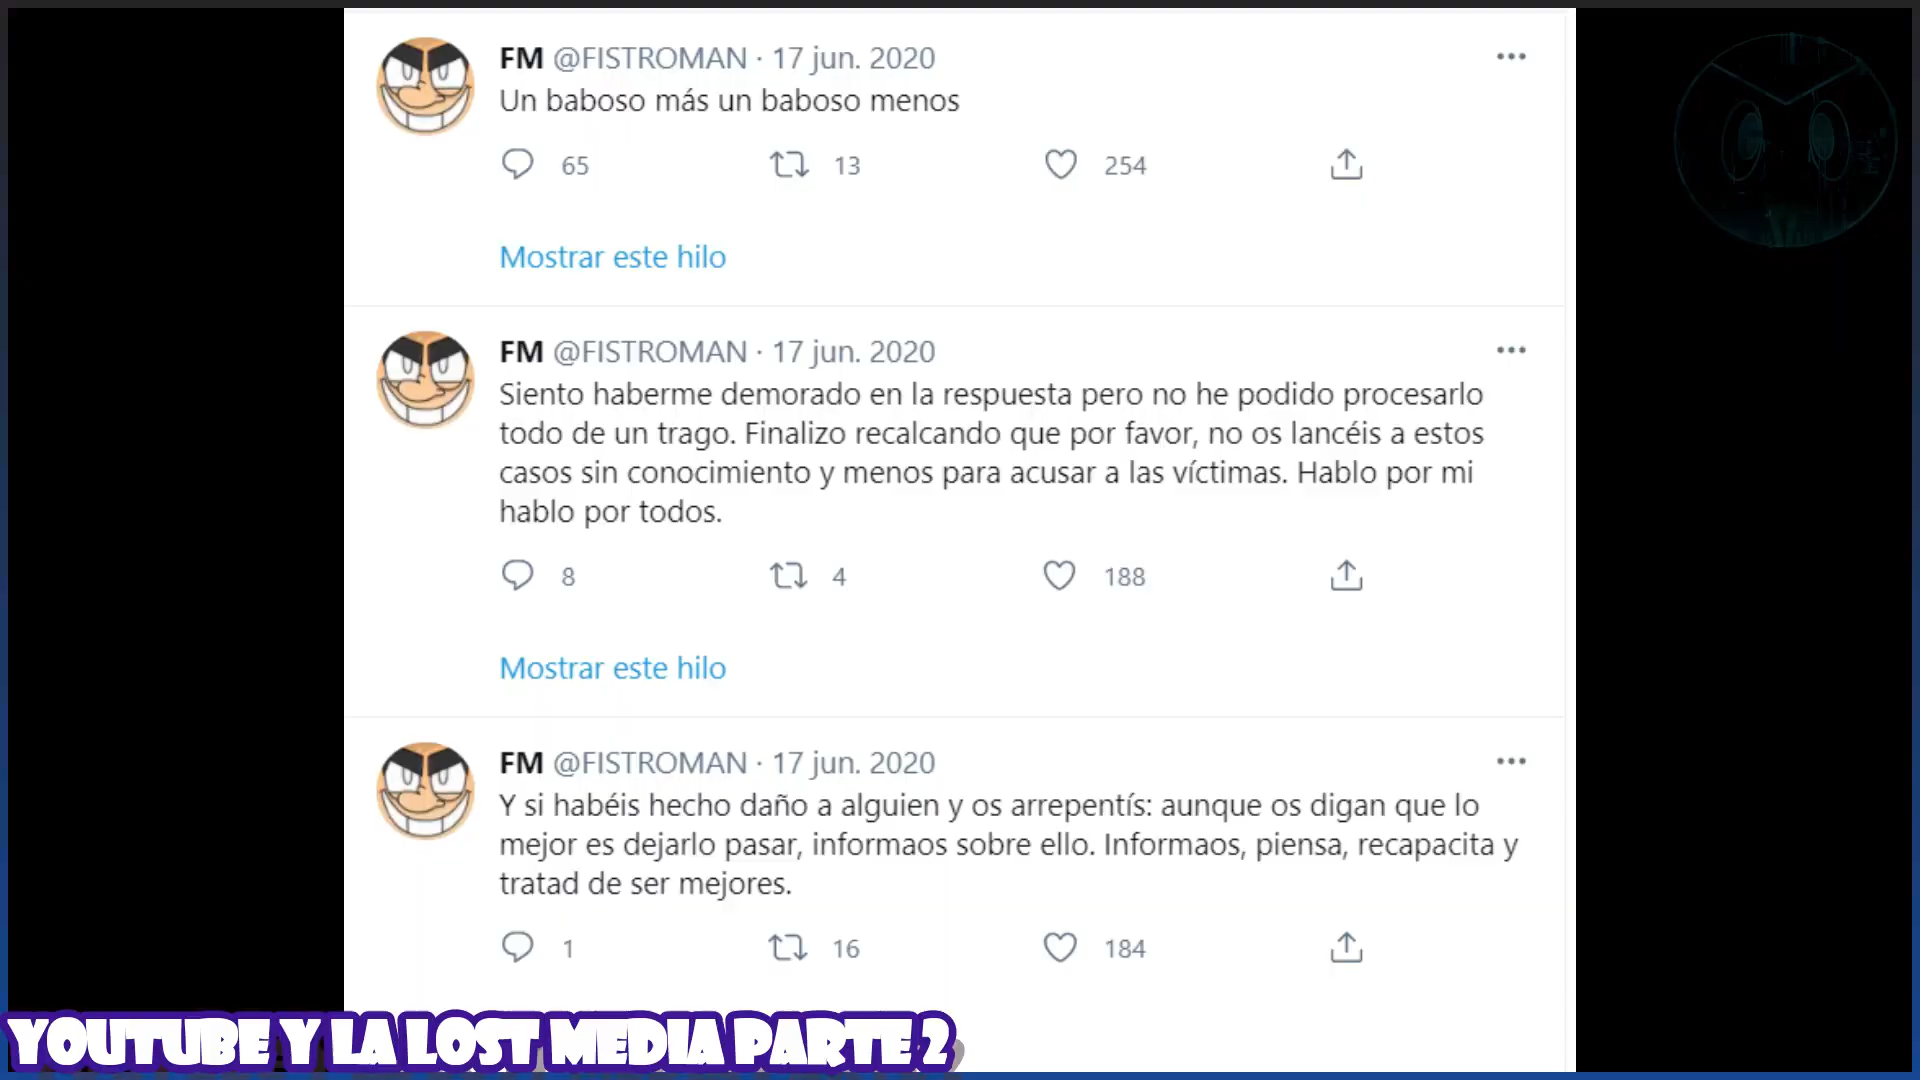 FM @FISTROMAN · 17 jun. 2020
Un baboso más un baboso menos
65 13 254
Mostrar este hilo
FM @FISTROMAN · 17 jun. 2020
Siento haberme demorado en la respuesta pero no he podido procesarlo
todo de un trago. Finalizo recalcando que por favor, no os lancéis a estos
casos sin conocimiento y menos para acusar a las víctimas. Hablo por mi
hablo por todos.
8 4 188
Mostrar este hilo
FM @FISTROMAN · 17 jun. 2020
Y si habéis hecho daño a alguien y os arrepentís: aunque os digan que lo
mejor es dejarlo pasar, informaos sobre ello. Informaos, piensa, recapacita y
tratad de ser mejores.
1 16 184
YOUTUBE Y LA LOST MEDIA PARTE 2